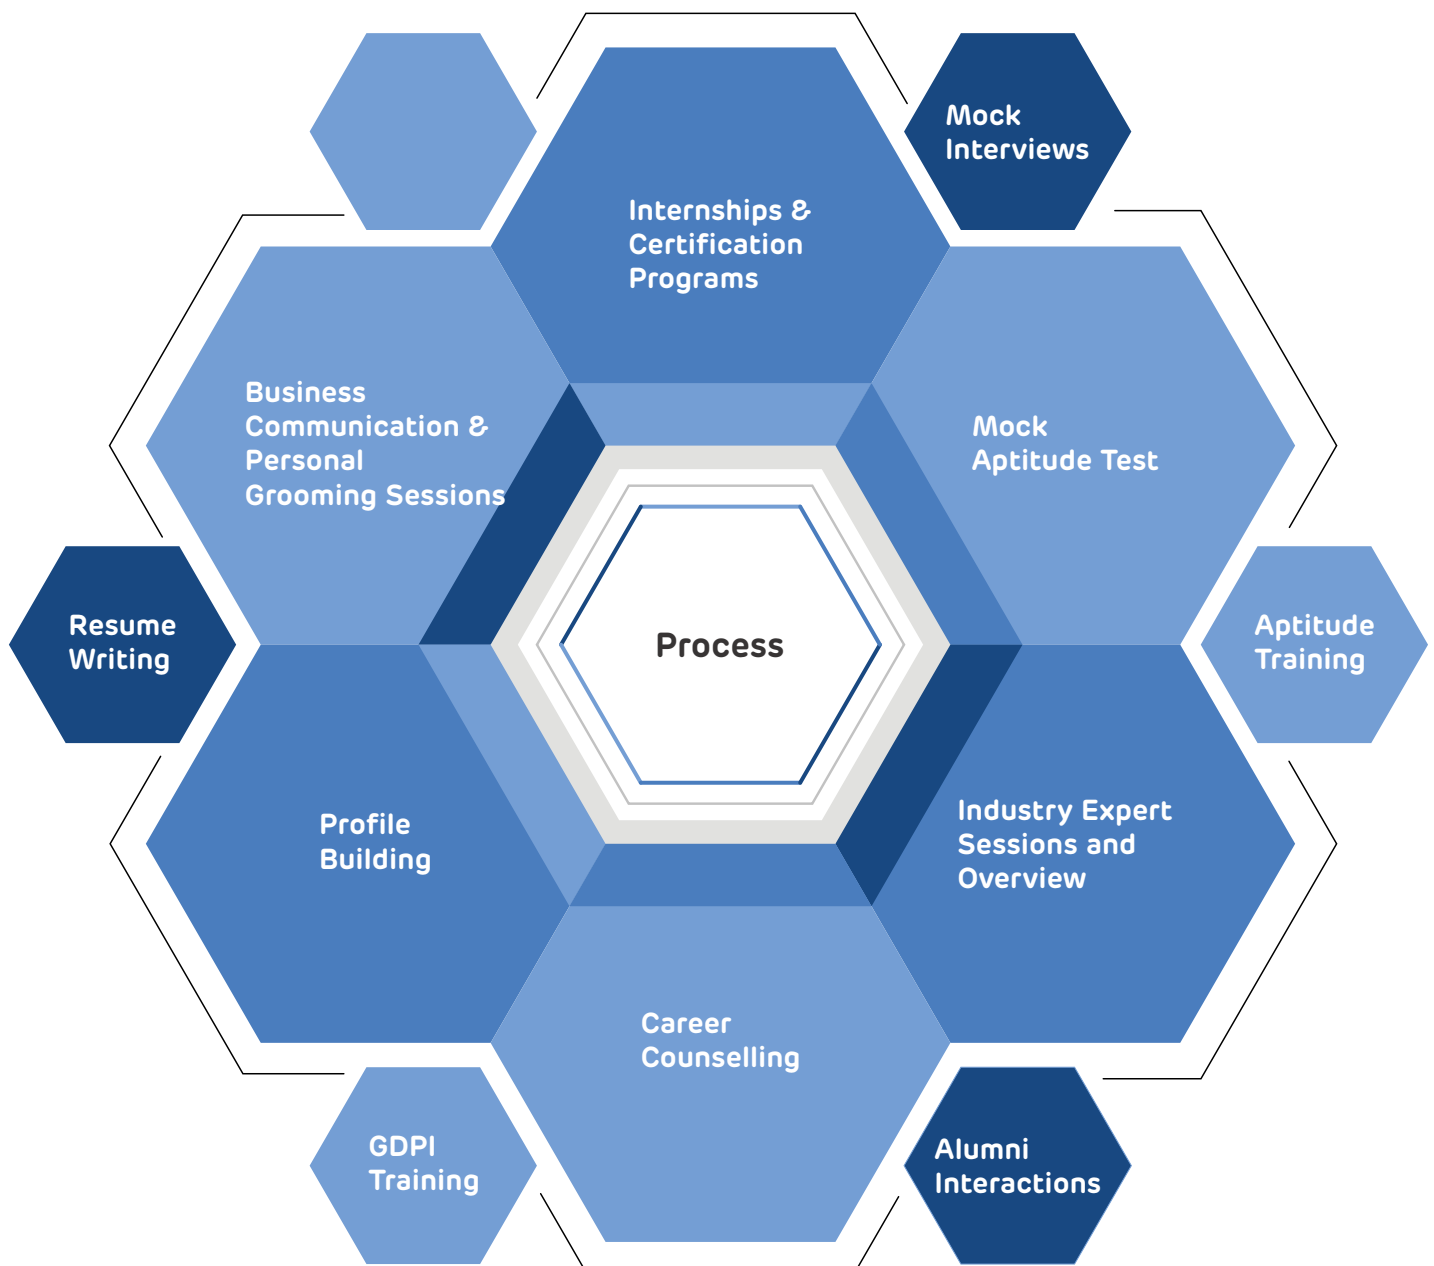 Mock
Interviews
Internships &
Certification
Programs
Business
Communication &
Personal
Grooming Sessions
Mock
Aptitude Test
Resume
Writing
Process
Aptitude
Training
Profile
Building
Industry Expert
Sessions and
Overview
Career
Counselling
GDPI
Training
Alumni
Interactions